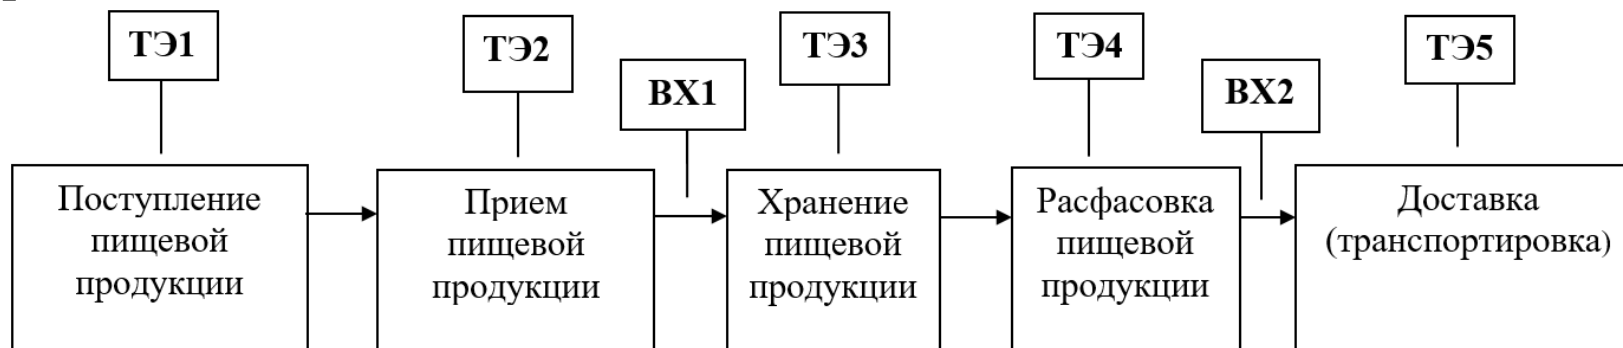 ТЭ1
ТЭ2
ВХ1
ТЭ3
ТЭ4
ВХ2
ТЭ5
Поступление
пищевой
продукции
Прием
пищевой
продукции
Хранение
пищевой
продукции
Расфасовка
пищевой
продукции
Доставка
(транспортировка)